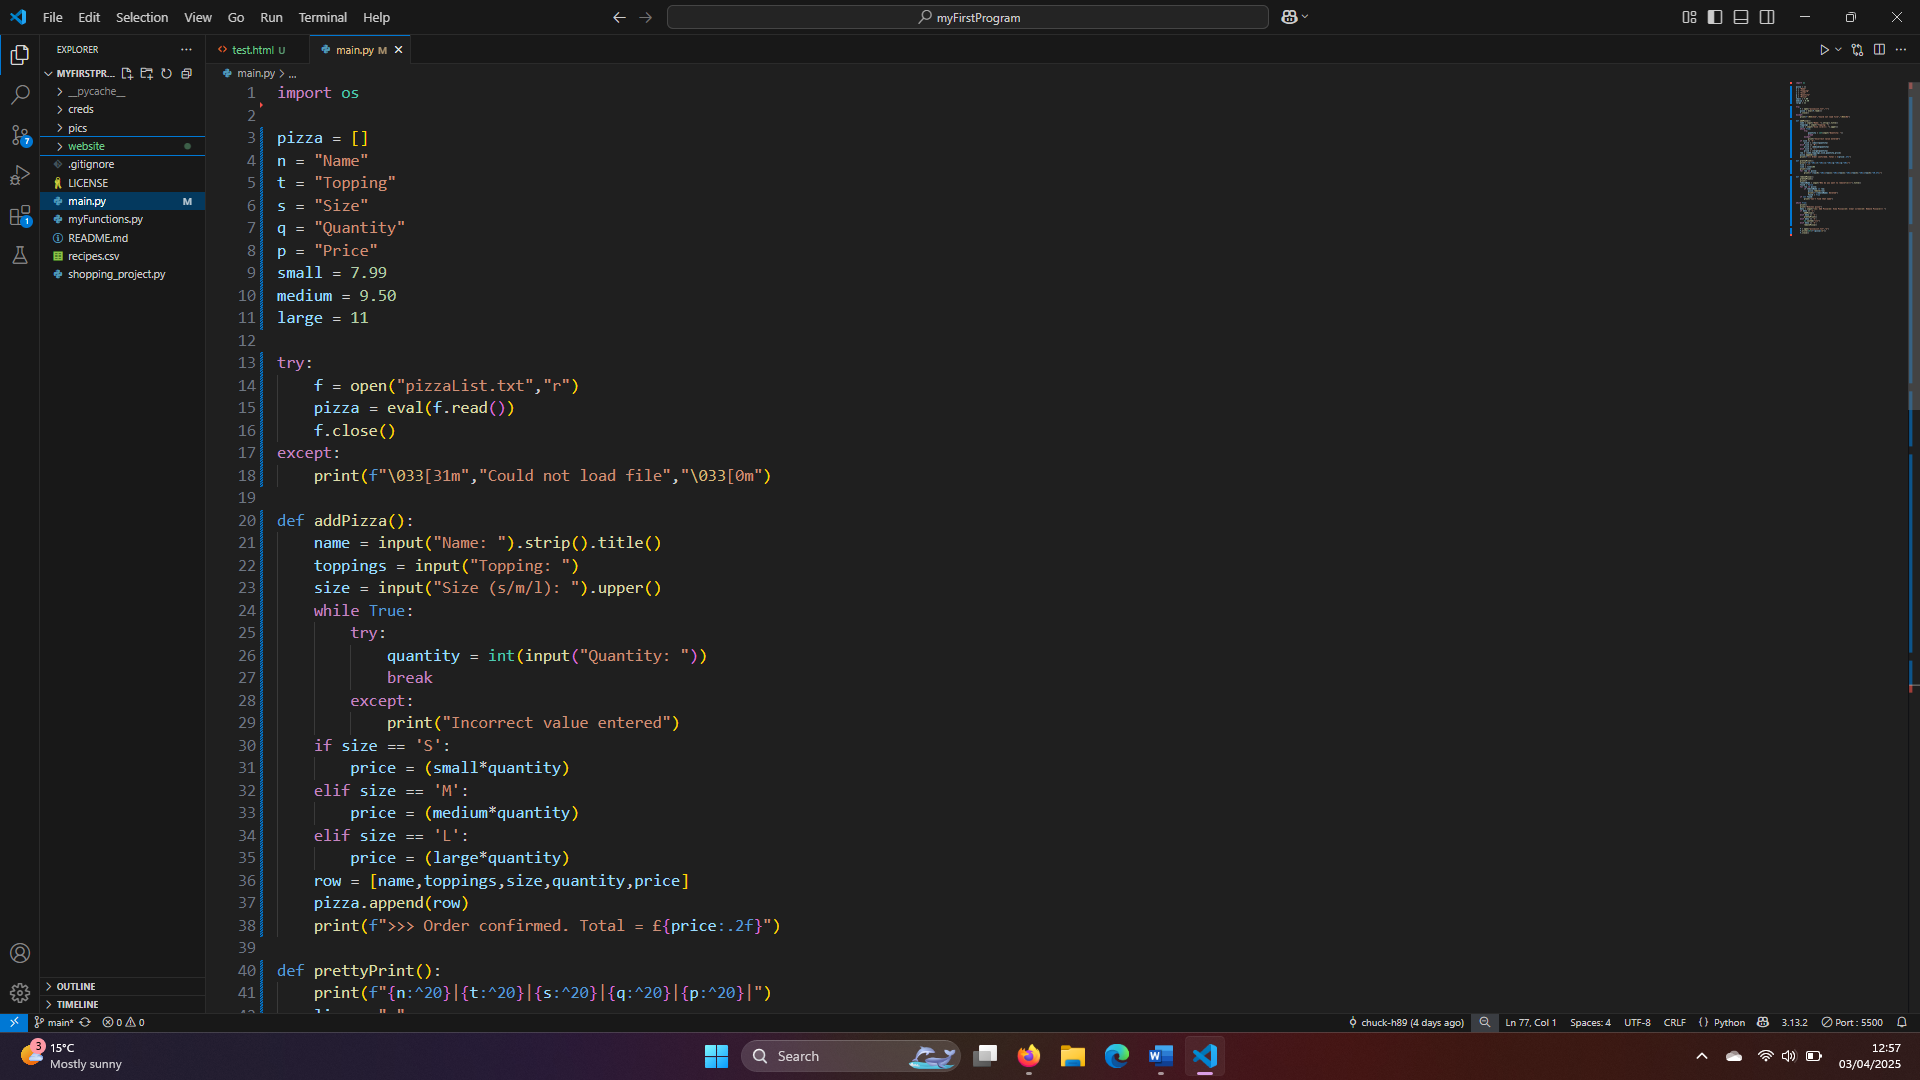 File Edit Selection View Go Run Terminal Help
myFirstProgram
EXPLORER
test.html U
main.py M
MYFIRSTPR...
main.py > ...
__pycache__
creds
pics
website
.gitignore
LICENSE
main.py M
myFunctions.py
README.md
recipes.csv
shopping_project.py
7
1
OUTLINE
TIMELINE
1 import os
2
3 pizza = []
4 n = "Name"
5 t = "Topping"
6 s = "Size"
7 q = "Quantity"
8 p = "Price"
9 small = 7.99
10 medium = 9.50
11 large = 11
12
13 try:
14 f = open("pizzaList.txt","r")
15 pizza = eval(f.read())
16 f.close()
17 except:
18 print(f"\033[31m","Could not load file","\033[0m")
19
20 def addPizza():
21 name = input("Name: ").strip().title()
22 toppings = input("Topping: ")
23 size = input("Size (s/m/l): ").upper()
24 while True:
25 try:
26 quantity = int(input("Quantity: "))
27 break
28 except:
29 print("Incorrect value entered")
30 if size == 'S':
31 price = (small*quantity)
32 elif size == 'M':
33 price = (medium*quantity)
34 elif size == 'L':
35 price = (large*quantity)
36 row = [name,toppings,size,quantity,price]
37 pizza.append(row)
38 print(f">>> Order confirmed. Total = £{price:.2f}")
39
40 def prettyPrint():
41 print(f"{n:^20}|{t:^20}|{s:^20}|{q:^20}|{p:^20}|")
main* 0 0 chuck-h89 (4 days ago) Ln 77, Col 1 Spaces: 4 UTF-8 CRLF { } Python 3.13.2 Port : 5500
3
15°C
Mostly sunny
Search
12:57
03/04/2025